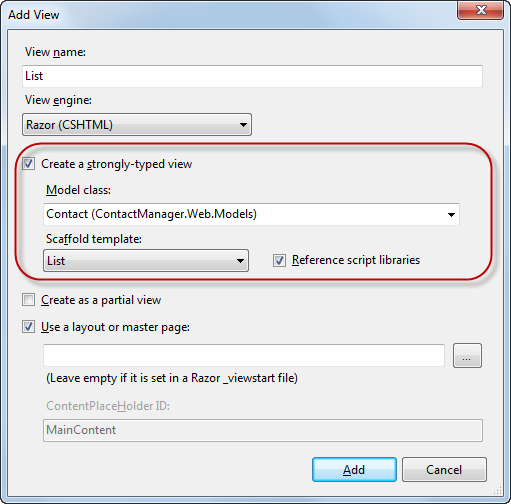 Add View
View name:
List
View engine:
Razor (CSHTML)
Create a strongly-typed view
Model class:
Contact (ContactManager.Web.Models)
Scaffold template:
List
Reference script libraries
Create as a partial view
Use a layout or master page:
...
(Leave empty if it is set in a Razor _viewstart file)
ContentPlaceHolder ID:
MainContent
Add Cancel